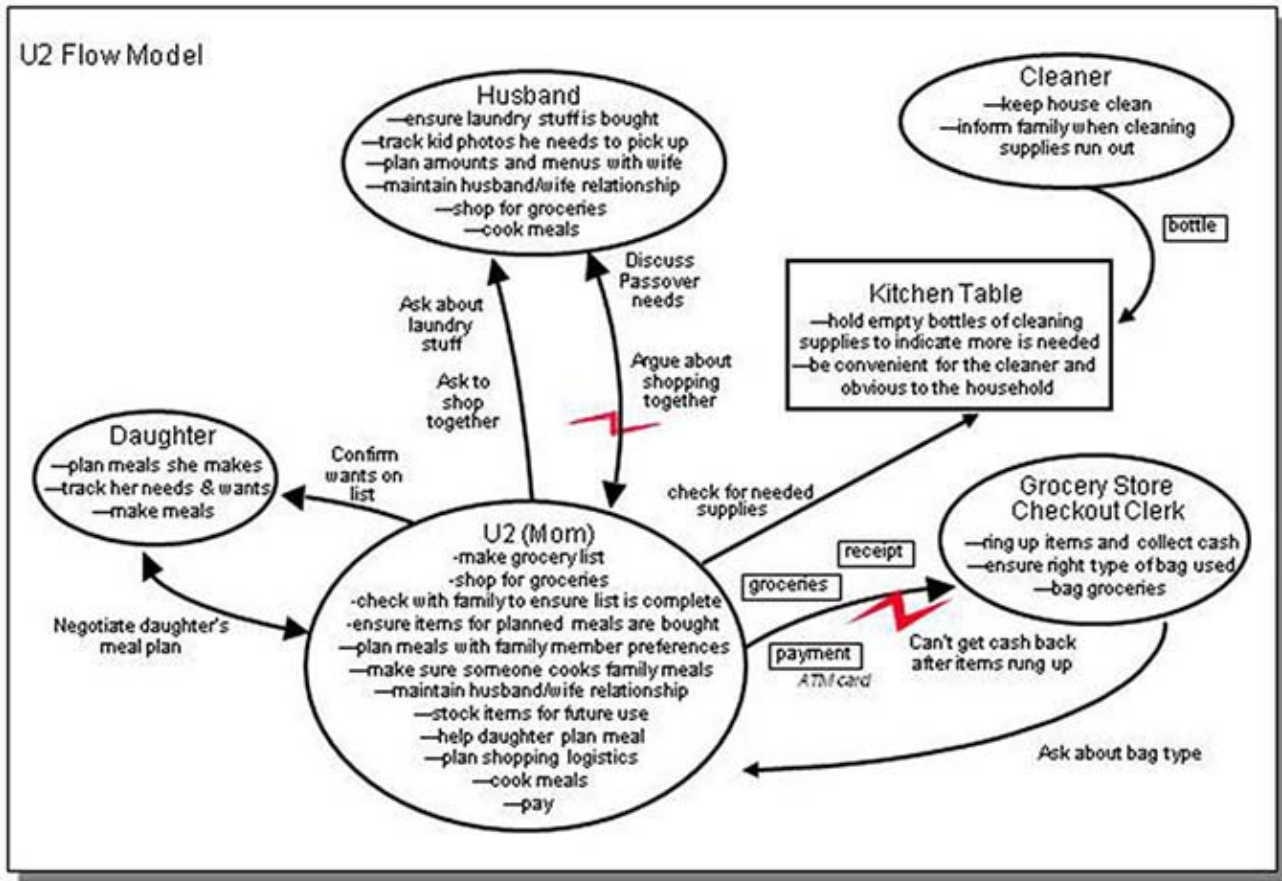 U2 Flow Model
Husband
—ensure laundry stuff is bought
—track kid photos he needs to pick up
—plan amounts and menus with wife
—maintain husband/wife relationship
—shop for groceries
—cook meals
Cleaner
—keep house clean
—inform family when cleaning
supplies run out
bottle
Kitchen Table
—hold empty bottles of cleaning
supplies to indicate more is needed
—be convenient for the cleaner and
obvious to the household
Ask about
laundry
stuff
Ask to
shop
together
Discuss
Passover
needs
Argue about
shopping
together
Daughter
—plan meals she makes
—track her needs & wants
—make meals
Confirm
wants on
list
Negotiate daughter's
meal plan
check for needed
supplies
U2 (Mom)
-make grocery list
-shop for groceries
-check with family to ensure list is complete
-ensure items for planned meals are bought
—plan meals with family member preferences
—make sure someone cooks family meals
—maintain husband/wife relationship
—stock items for future use
—help daughter plan meal
—plan shopping logistics
—cook meals
—pay
receipt
groceries
payment
ATM card
Can't get cash back
after items rung up
Grocery Store
Checkout Clerk
—ring up items and collect cash
—ensure right type of bag used
—bag groceries
Ask about bag type